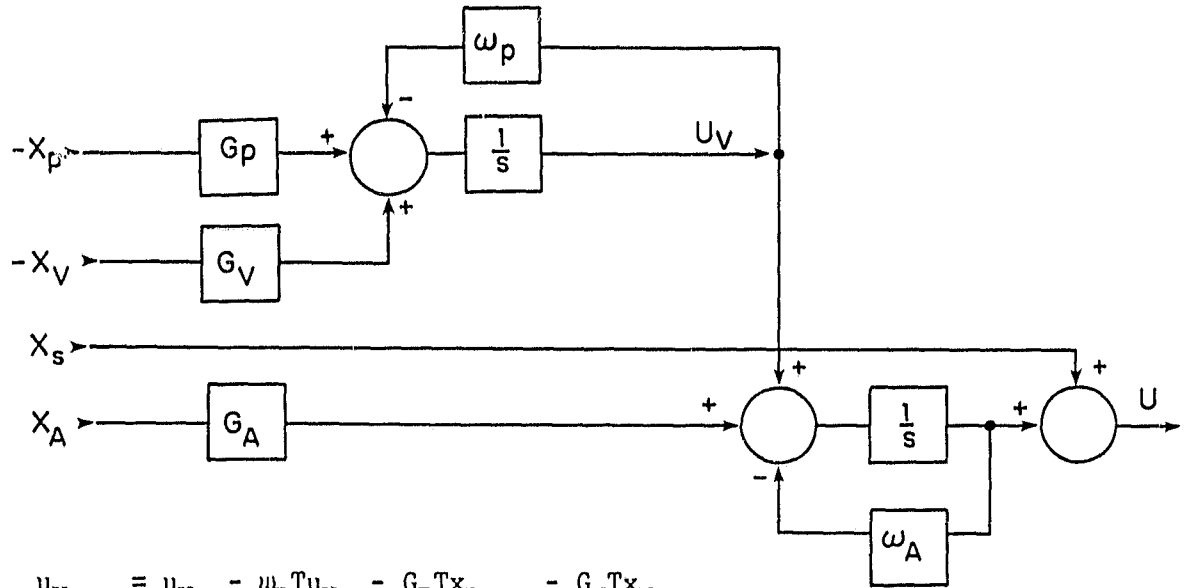 ωp
-Xp
Gp
+
-
1/s
UV
+
-XV
GV
Xs
+
+
XA
GA
+
1/s
+
U
-
ωA